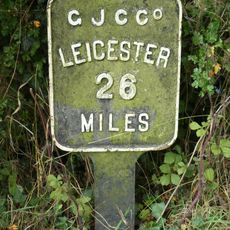 G J C Cº
LEICESTER
26
MILES